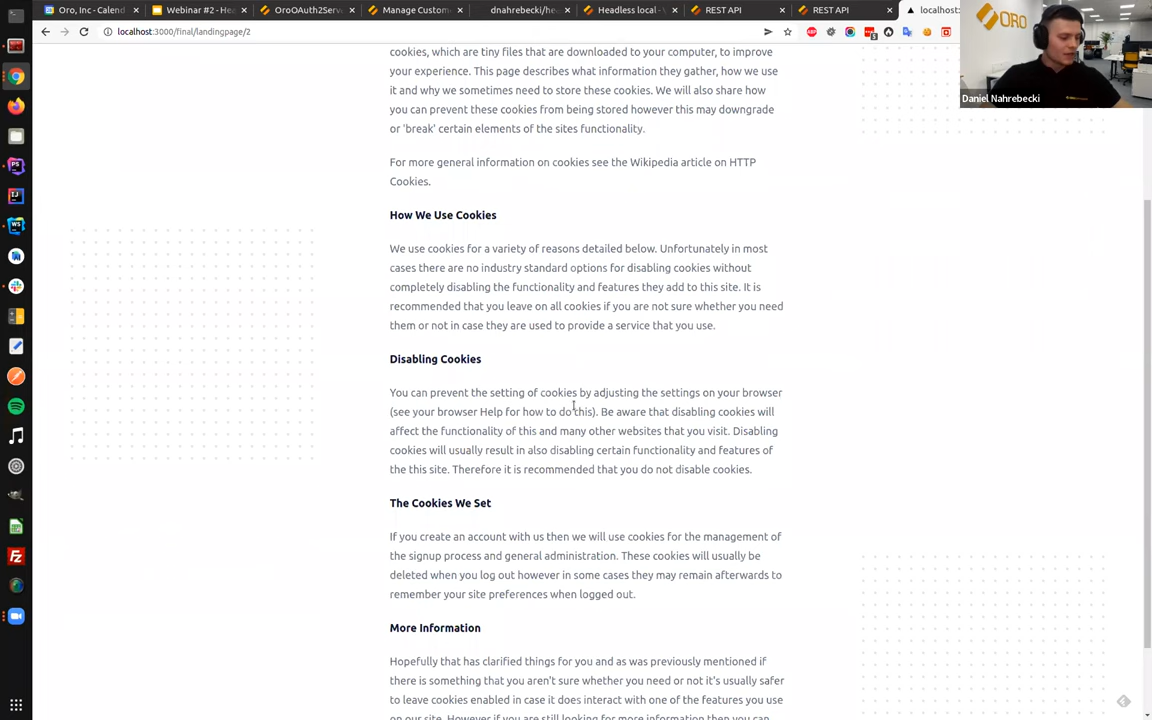 Oro, Inc - Calend
Webinar #2 - Hea
OroOAuth2Serv
Manage Custome
dnahrebecki/he
Headless local - V
REST API
REST API
localhost:
localhost:3000/final/landingpage/2
ORO
Daniel Nahrebecki
cookies, which are tiny files that are downloaded to your computer, to improve
your experience. This page describes what information they gather, how we use
it and why we sometimes need to store these cookies. We will also share how
you can prevent these cookies from being stored however this may downgrade
or 'break' certain elements of the sites functionality.
For more general information on cookies see the Wikipedia article on HTTP
Cookies.
How We Use Cookies
We use cookies for a variety of reasons detailed below. Unfortunately in most
cases there are no industry standard options for disabling cookies without
completely disabling the functionality and features they add to this site. It is
recommended that you leave on all cookies if you are not sure whether you need
them or not in case they are used to provide a service that you use.
Disabling Cookies
You can prevent the setting of cookies by adjusting the settings on your browser
(see your browser Help for how to do this). Be aware that disabling cookies will
affect the functionality of this and many other websites that you visit. Disabling
cookies will usually result in also disabling certain functionality and features of
the this site. Therefore it is recommended that you do not disable cookies.
The Cookies We Set
If you create an account with us then we will use cookies for the management of
the signup process and general administration. These cookies will usually be
deleted when you log out however in some cases they may remain afterwards to
remember your site preferences when logged out.
More Information
Hopefully that has clarified things for you and as was previously mentioned if
there is something that you aren't sure whether you need or not it's usually safer
to leave cookies enabled in case it does interact with one of the features you use
on our site. However if you are still looking for more information then you can